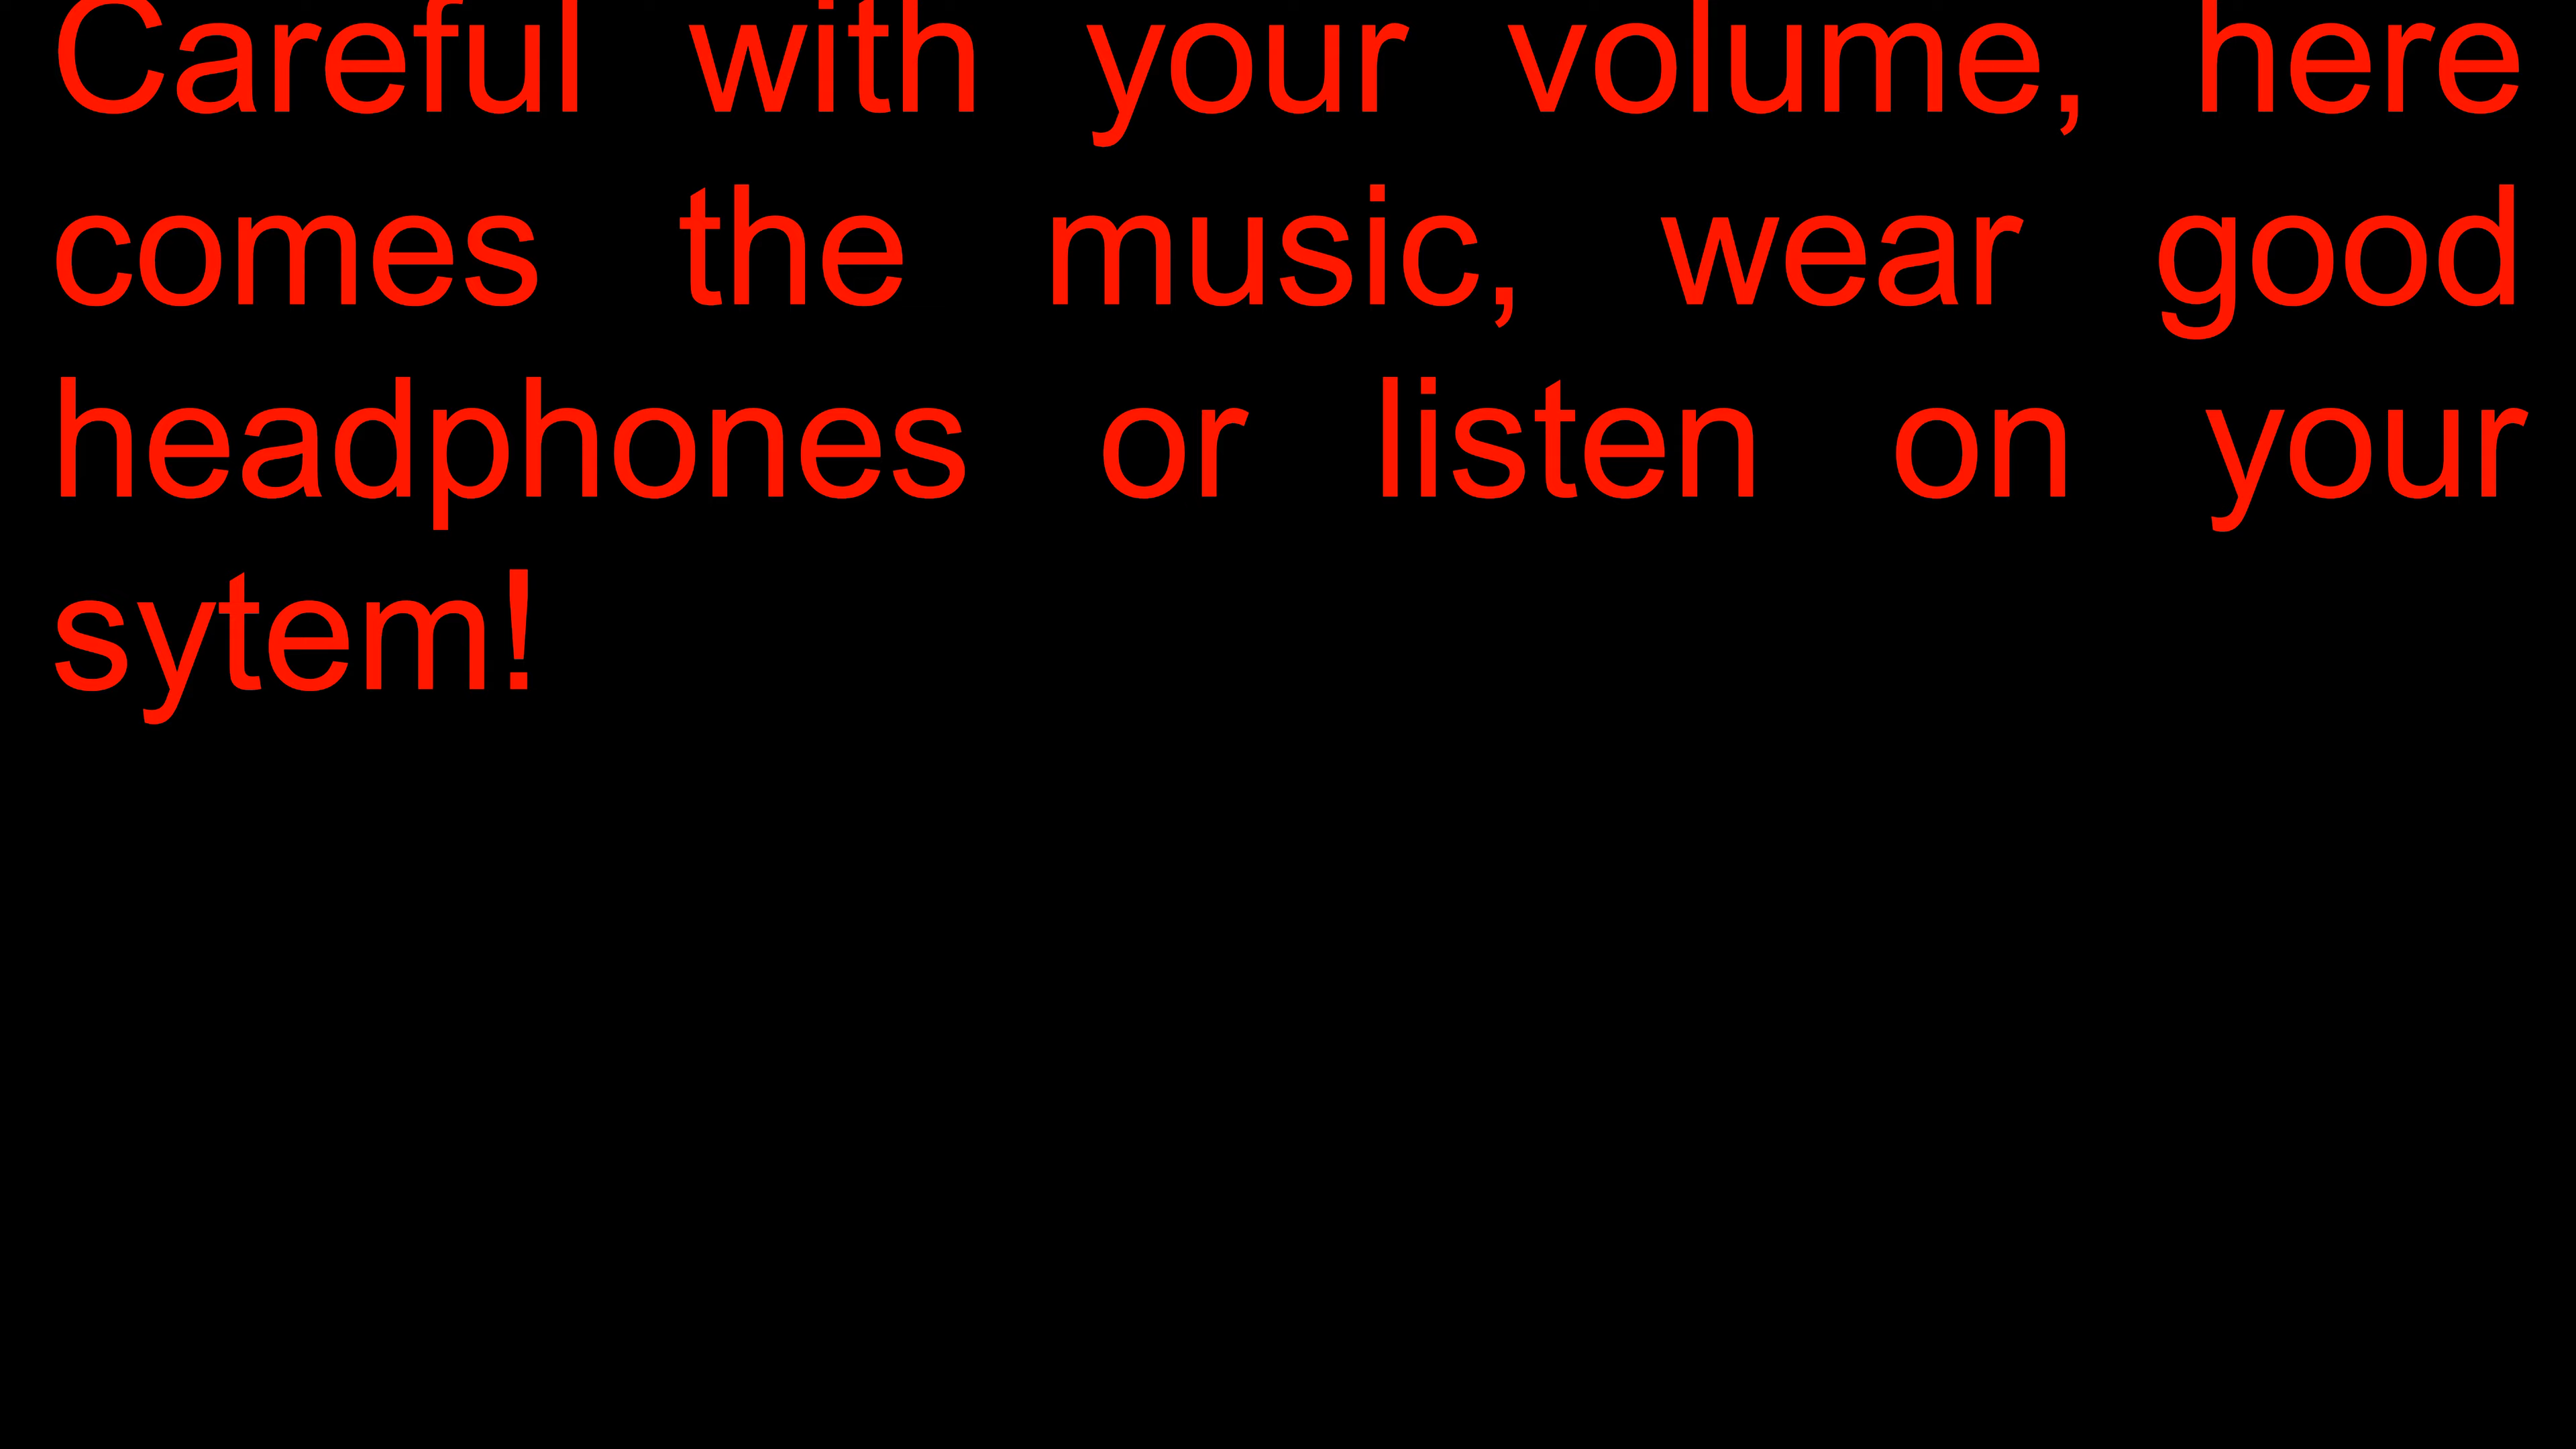 Careful with your volume, here
comes the music, wear good
headphones or listen on your
sytem!